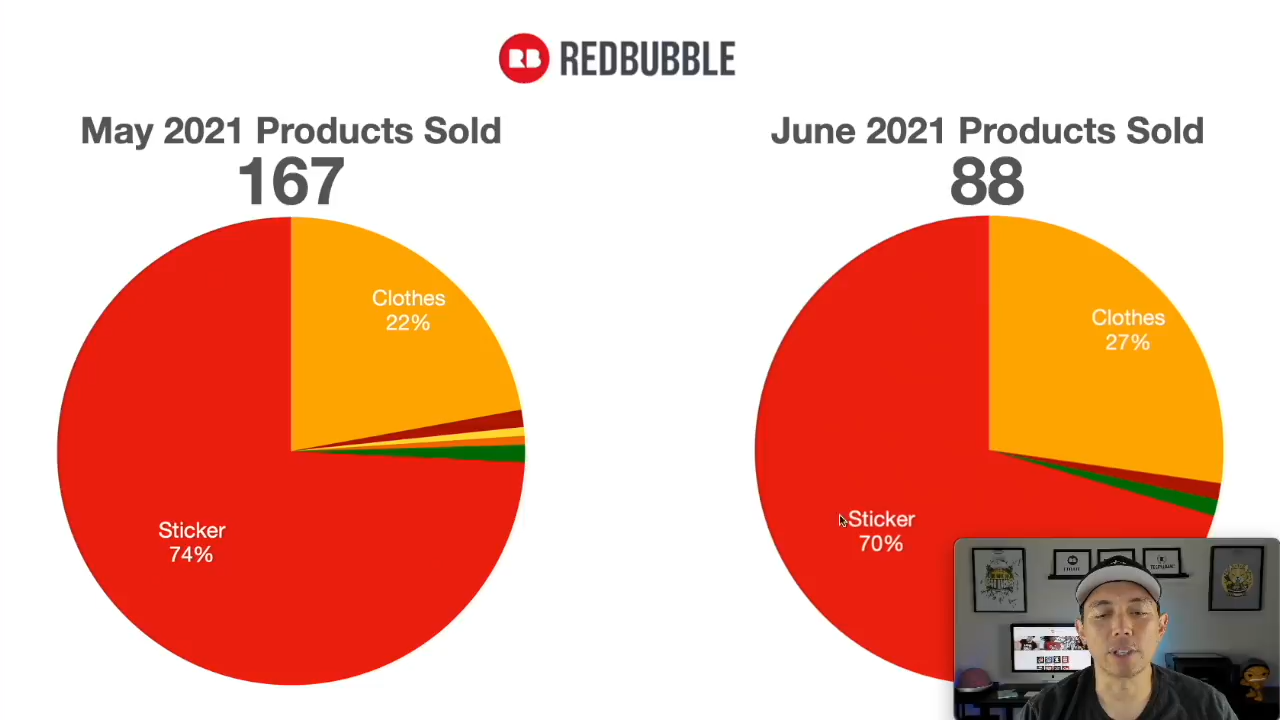 RB REDBUBBLE
May 2021 Products Sold
167
Clothes
22%
Sticker
74%
June 2021 Products Sold
88
Clothes
27%
Sticker
70%